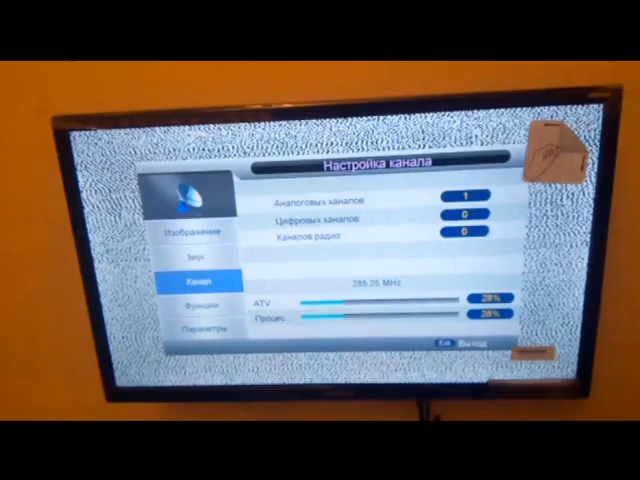 Настройка канала
Аналоговых каналов 1
Цифровых каналов: 0
Каналов радио: 0
Изображение
Звук
Канал
Функции
Параметры
285.25 MHz
ATV 28%
Процес... 28%
Exit Выход